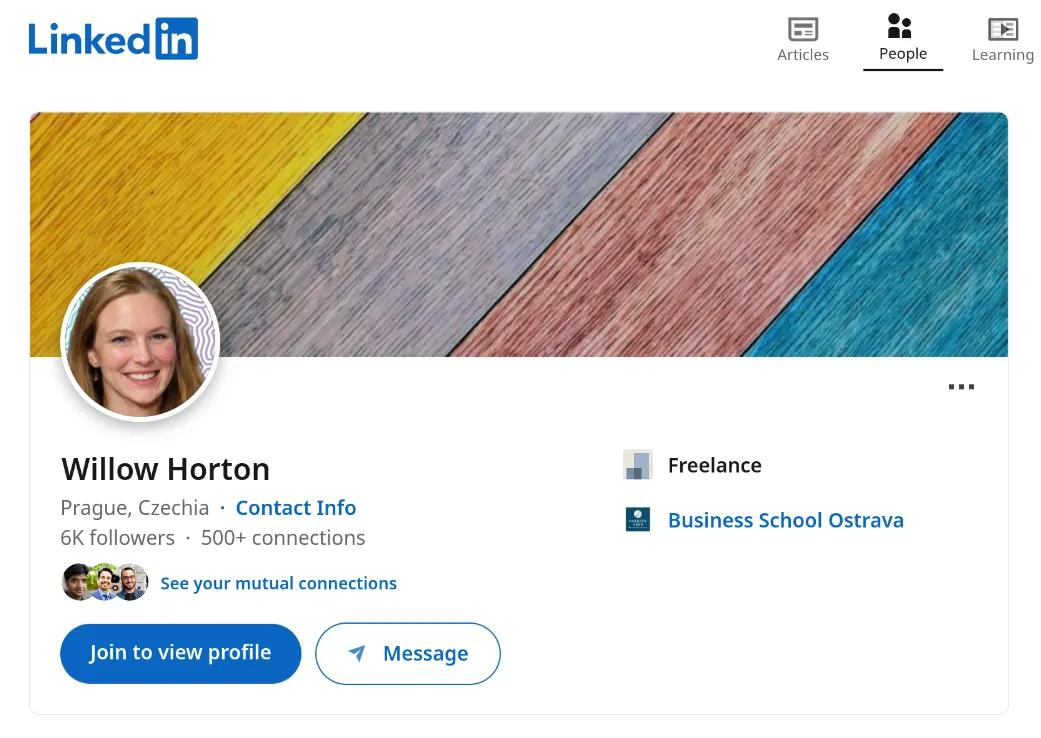 Linkedin
Articles
People
Learning
Willow Horton
Prague, Czechia · Contact Info
6K followers · 500+ connections
See your mutual connections
Join to view profile
Message
Freelance
Business School Ostrava